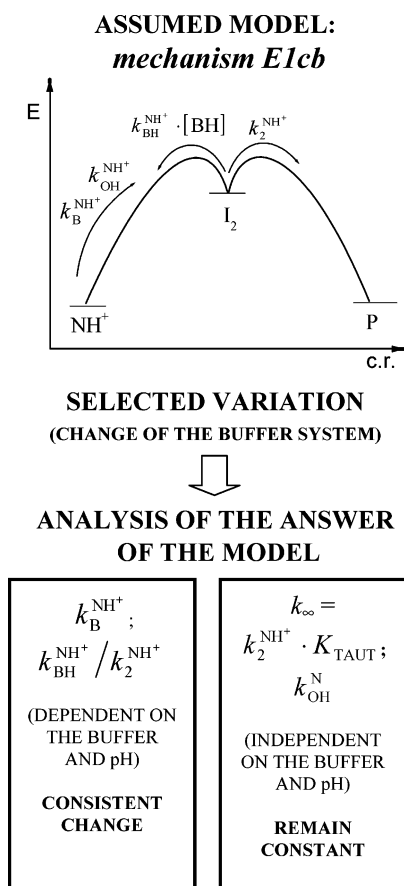 ASSUMED MODEL:
mechanism E1cb
E
k_BH^NH+ · [BH]
k_2^NH+
k_OH^NH+
k_B^NH+
I_2
NH+
P
c.r.
SELECTED VARIATION
(CHANGE OF THE BUFFER SYSTEM)
ANALYSIS OF THE ANSWER
OF THE MODEL
k_B^NH+ ;
k_BH^NH+ / k_2^NH+
(DEPENDENT ON
THE BUFFER
AND pH)
CONSISTENT
CHANGE
k_∞ =
k_2^NH+ · K_TAUT ;
k_OH^N
(INDEPENDENT
ON THE BUFFER
AND pH)
REMAIN
CONSTANT